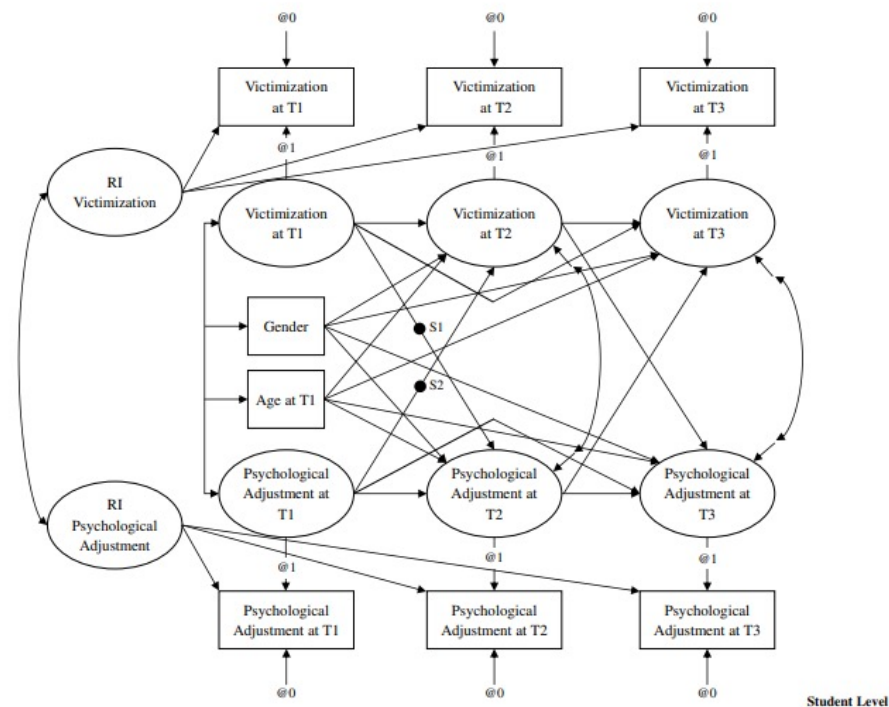 @0
@0
@0
Victimization
at T1
Victimization
at T2
Victimization
at T3
@1
@1
@1
RI
Victimization
Victimization
at T1
Victimization
at T2
Victimization
at T3
Gender
S1
Age at T1
S2
Psychological
Adjustment at
T1
Psychological
Adjustment at
T2
Psychological
Adjustment at
T3
RI
Psychological
Adjustment
@1
@1
@1
Psychological
Adjustment at T1
Psychological
Adjustment at T2
Psychological
Adjustment at T3
@0
@0
@0
Student Level